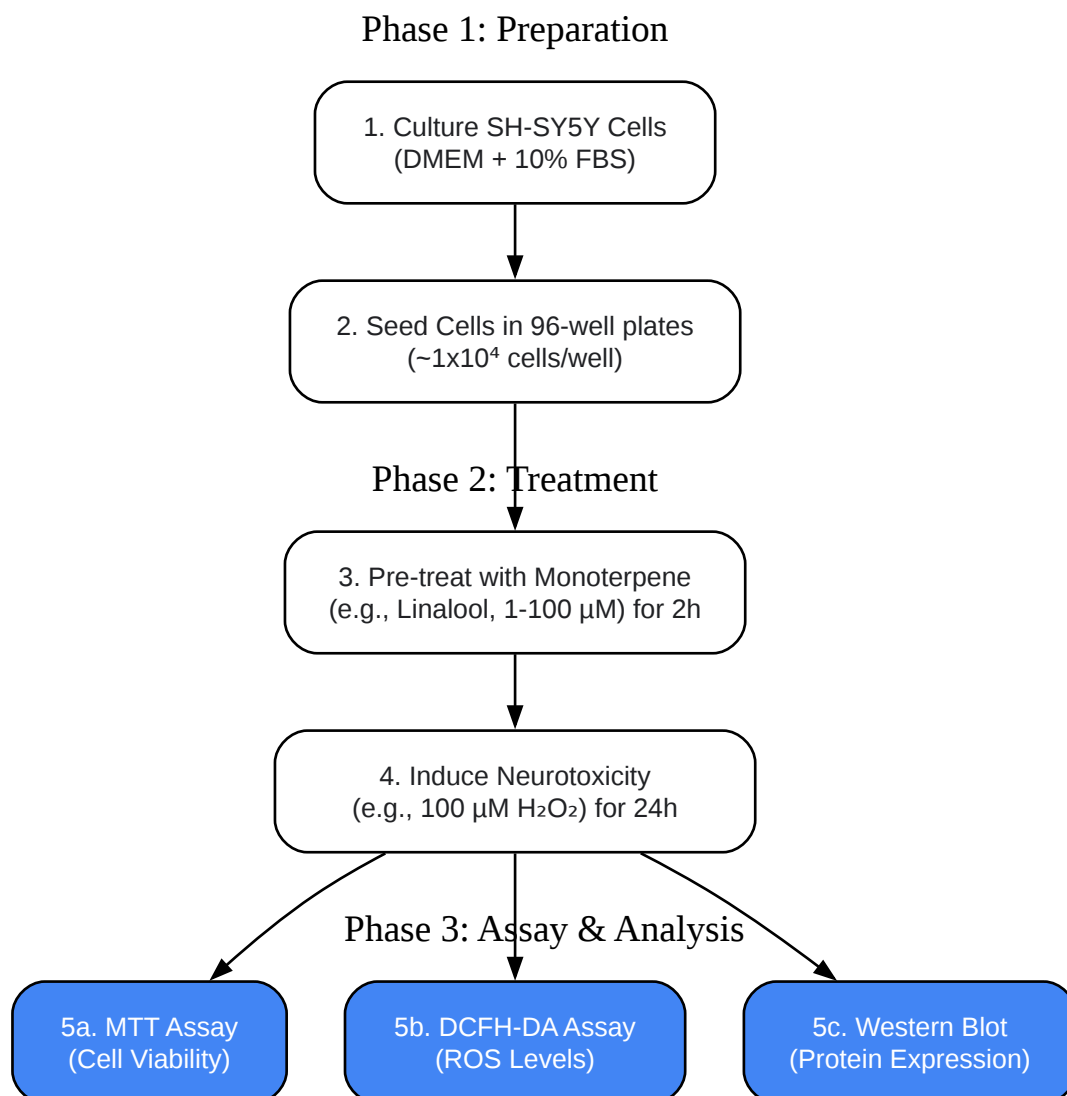 Phase 1: Preparation
1. Culture SH-SY5Y Cells
(DMEM + 10% FBS)
2. Seed Cells in 96-well plates
(~1x10⁴ cells/well)
Phase 2: Treatment
3. Pre-treat with Monoterpene
(e.g., Linalool, 1-100 µM) for 2h
4. Induce Neurotoxicity
(e.g., 100 µM H₂O₂) for 24h
Phase 3: Assay & Analysis
5a. MTT Assay
(Cell Viability)
5b. DCFH-DA Assay
(ROS Levels)
5c. Western Blot
(Protein Expression)